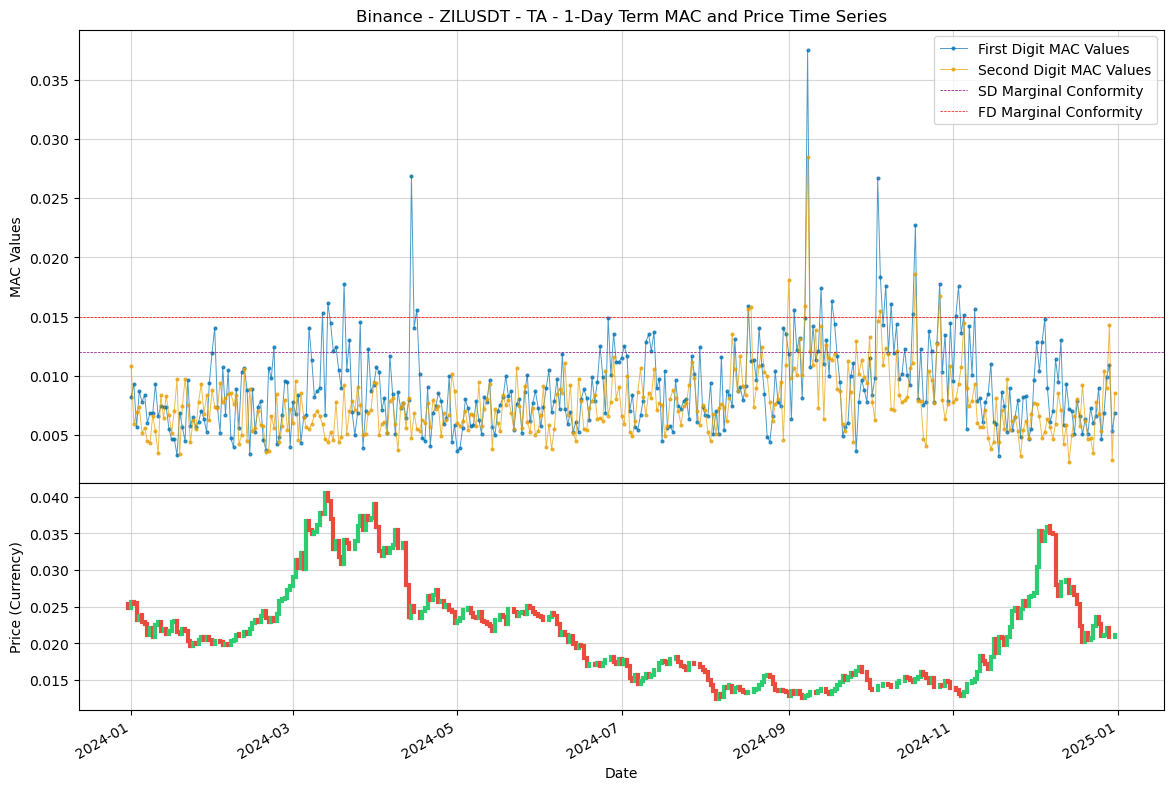 Binance - ZILUSDT - TA - 1-Day Term MAC and Price Time Series
First Digit MAC Values
Second Digit MAC Values
SD Marginal Conformity
FD Marginal Conformity
MAC Values
0.035
0.030
0.025
0.020
0.015
0.010
0.005
Price (Currency)
0.040
0.035
0.030
0.025
0.020
0.015
2024-01
2024-03
2024-05
2024-07
2024-09
2024-11
2025-01
Date